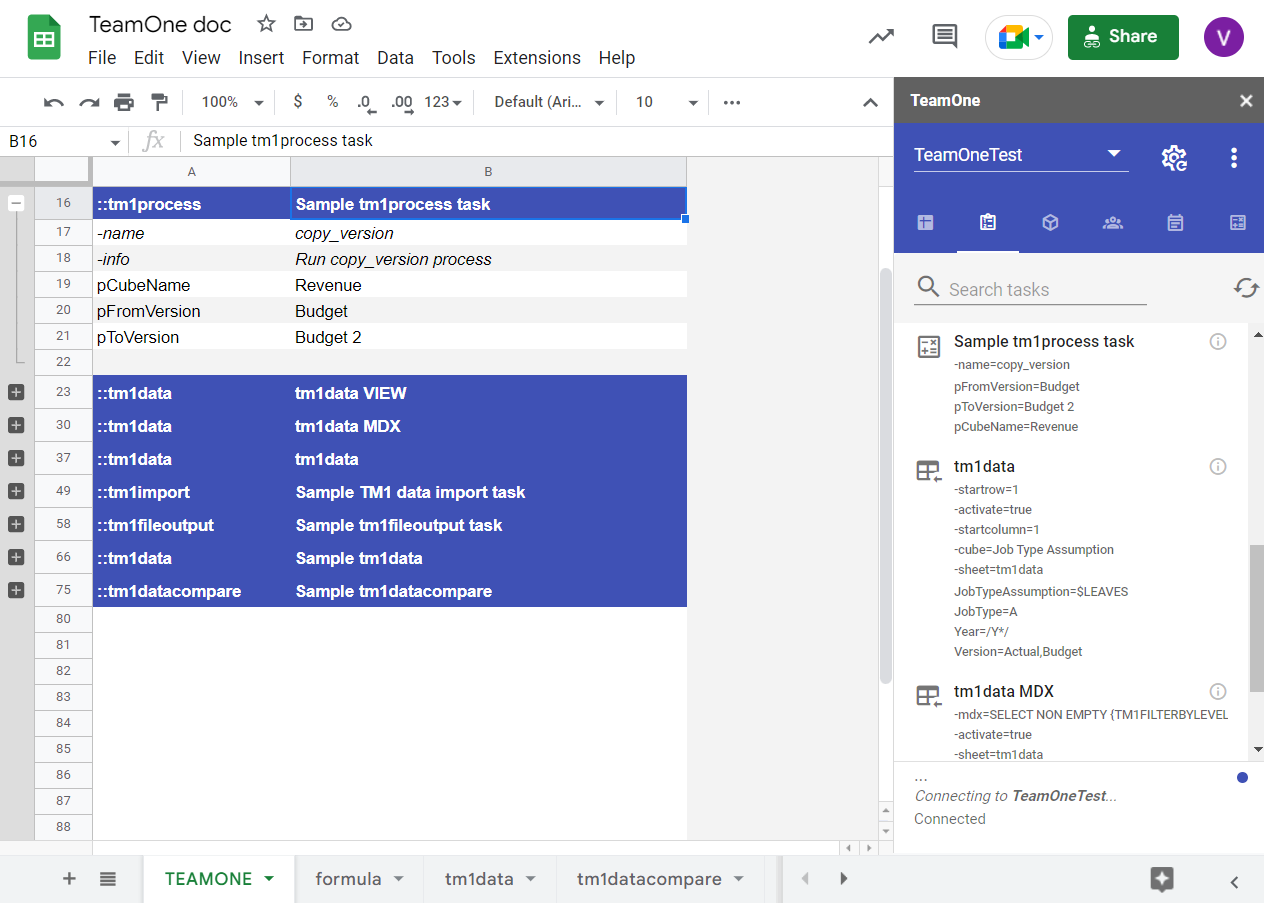 TeamOne doc
File Edit View Insert Format Data Tools Extensions Help
Share
V
100% $ % .0 .00 123 Default (Ari... 10
B16 fx Sample tm1process task
A B
16 ::tm1process Sample tm1process task
17 -name copy_version
18 -info Run copy_version process
19 pCubeName Revenue
20 pFromVersion Budget
21 pToVersion Budget 2
22
23 ::tm1data tm1data VIEW
30 ::tm1data tm1data MDX
37 ::tm1data tm1data
49 ::tm1import Sample TM1 data import task
58 ::tm1fileoutput Sample tm1fileoutput task
66 ::tm1data Sample tm1data
75 ::tm1datacompare Sample tm1datacompare
80
81
82
83
84
85
86
87
88
TEAMONE formula tm1data tm1datacompare
TeamOne
TeamOneTest
Search tasks
Sample tm1process task
-name=copy_version
pFromVersion=Budget
pToVersion=Budget 2
pCubeName=Revenue
tm1data
-startrow=1
-activate=true
-startcolumn=1
-cube=Job Type Assumption
-sheet=tm1data
JobTypeAssumption=$LEAVES
JobType=A
Year=/Y*/
Version=Actual,Budget
tm1data MDX
-mdx=SELECT NON EMPTY {TM1FILTERBYLEVEL
-activate=true
-sheet=tm1data
...
Connecting to TeamOneTest...
Connected